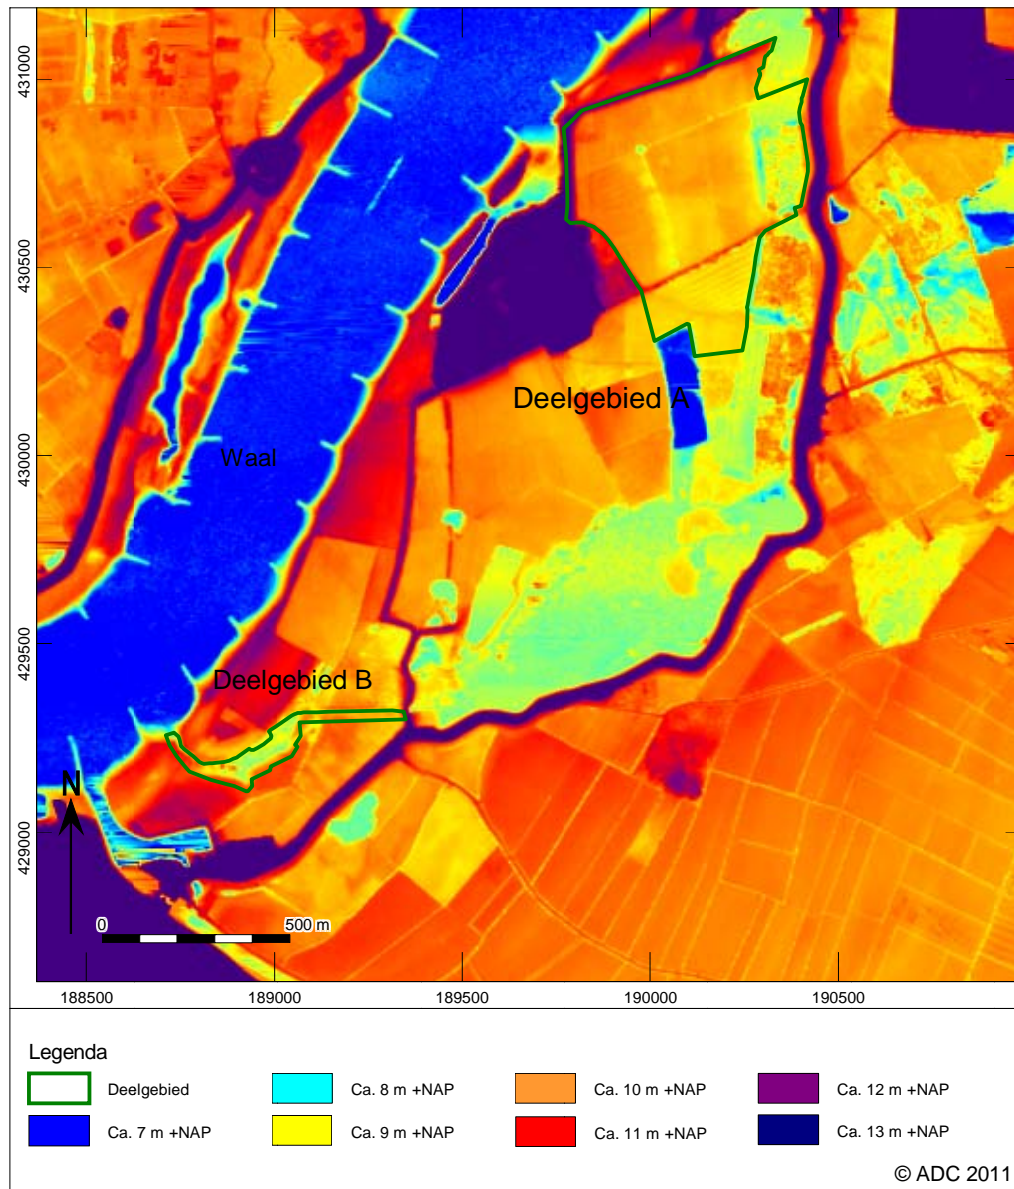 431000
430500
430000
429500
429000
Deelgebied A
Waal
Deelgebied B
N
0 500 m
188500 189000 189500 190000 190500
Legenda
Deelgebied
Ca. 8 m +NAP
Ca. 10 m +NAP
Ca. 12 m +NAP
Ca. 7 m +NAP
Ca. 9 m +NAP
Ca. 11 m +NAP
Ca. 13 m +NAP
© ADC 2011